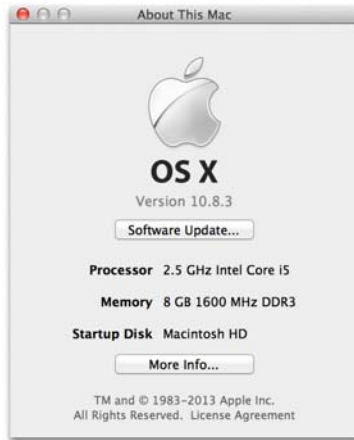 About This Mac
OS X
Version 10.8.3
Software Update...
Processor 2.5 GHz Intel Core i5
Memory 8 GB 1600 MHz DDR3
Startup Disk Macintosh HD
More Info...
TM and © 1983-2013 Apple Inc.
All Rights Reserved. License Agreement